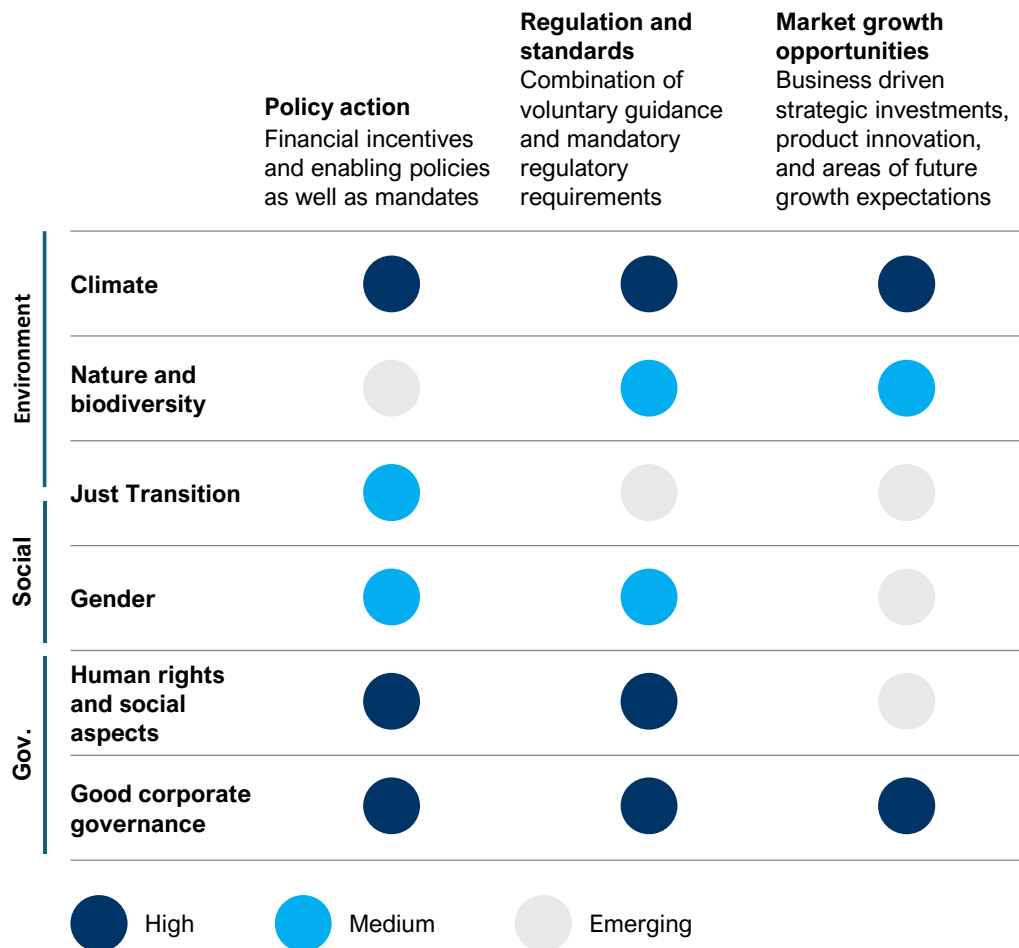 Policy action
Financial incentives
and enabling policies
as well as mandates
Regulation and
standards
Combination of
voluntary guidance
and mandatory
regulatory
requirements
Market growth
opportunities
Business driven
strategic investments,
product innovation,
and areas of future
growth expectations
Environment
Climate
Nature and
biodiversity
Just Transition
Social
Gender
Gov.
Human rights
and social
aspects
Good corporate
governance
High
Medium
Emerging